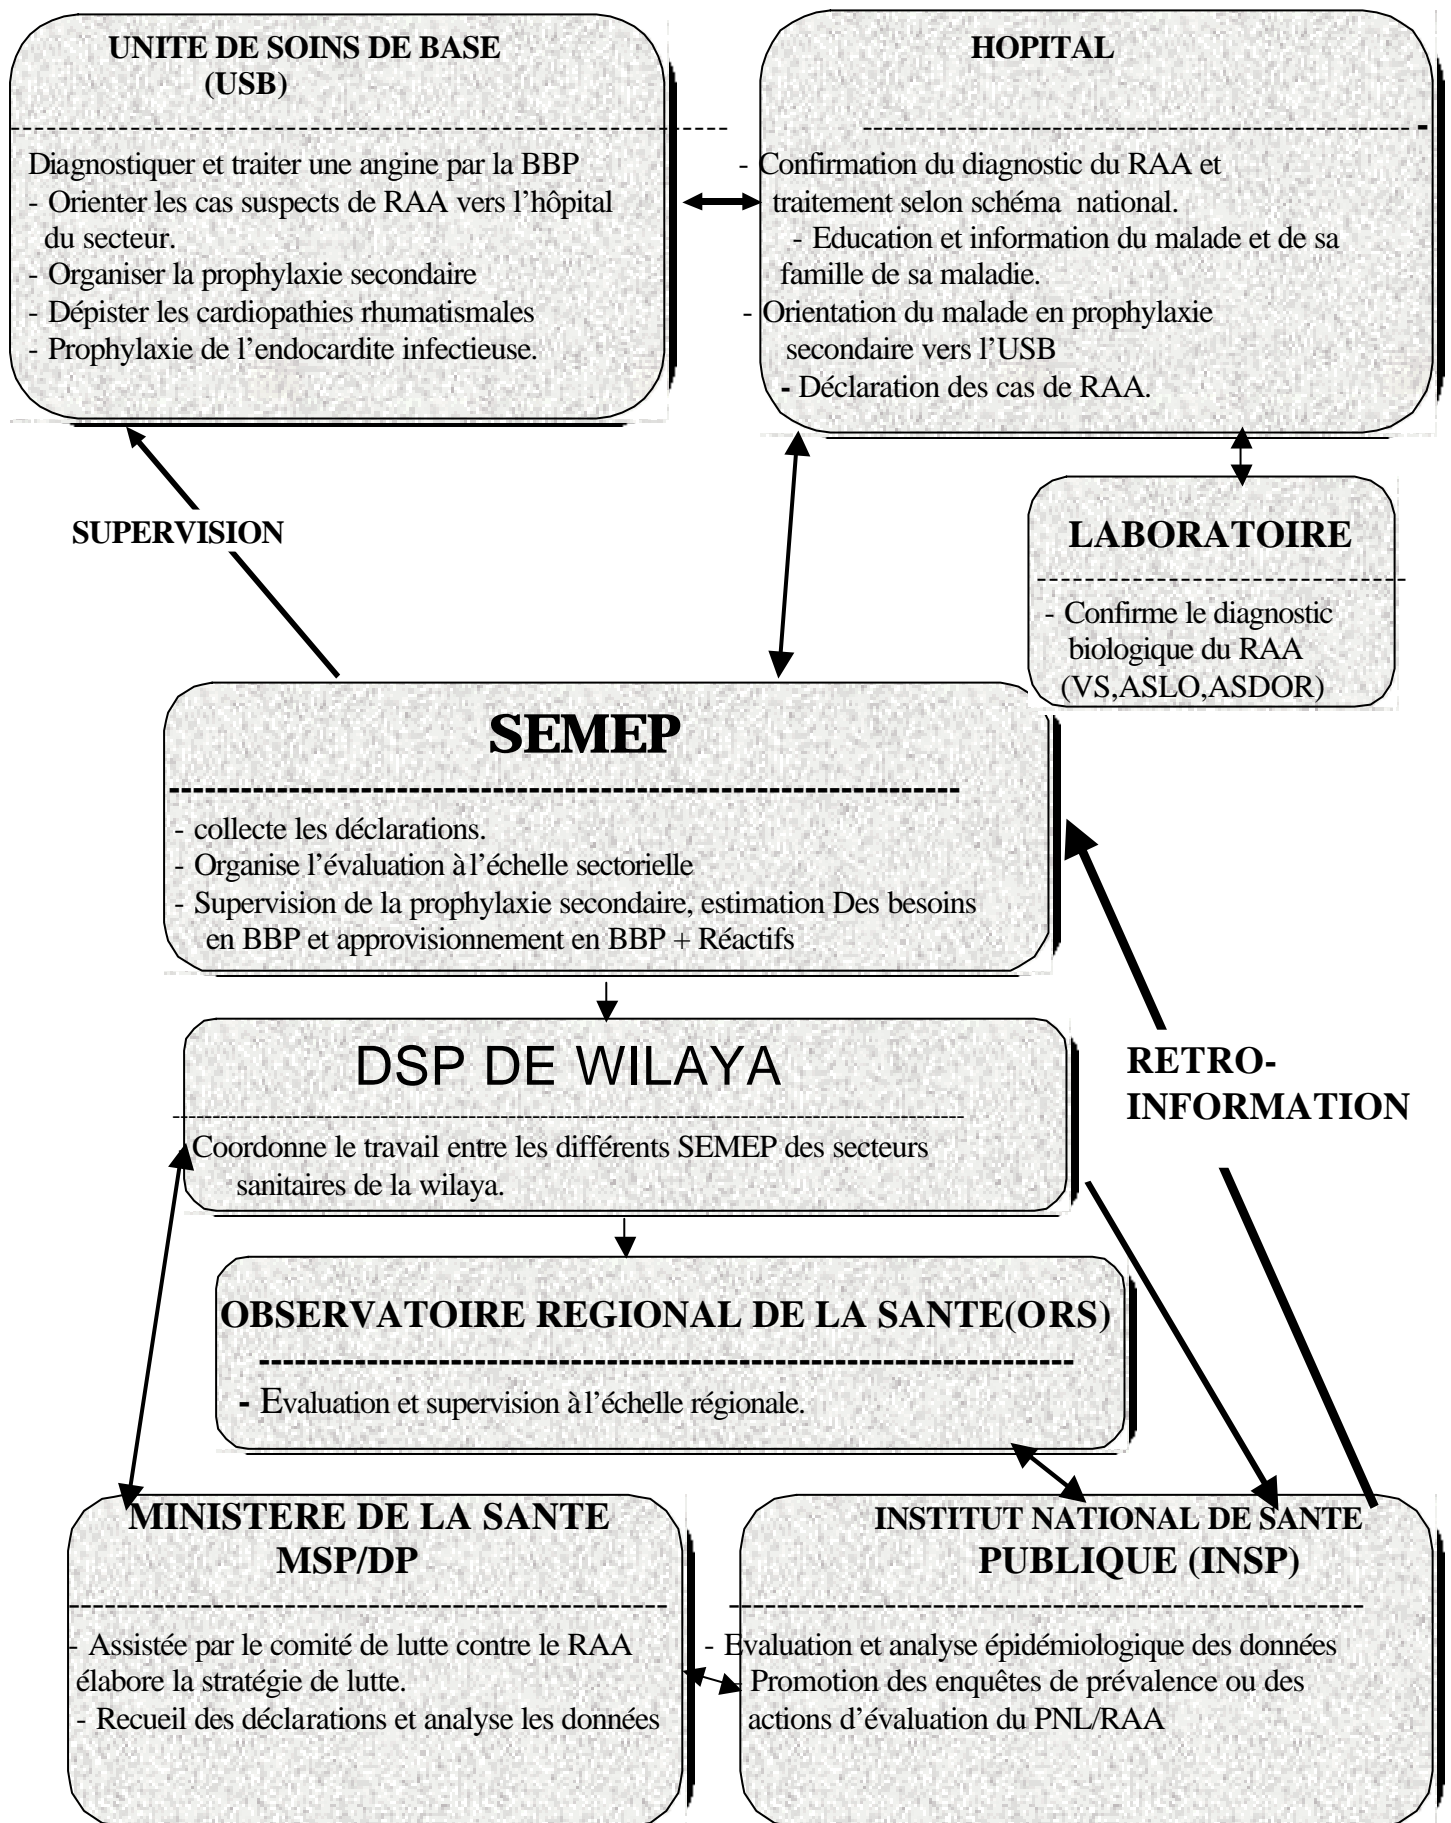 UNITE DE SOINS DE BASE
(USB)
Diagnostiquer et traiter une angine par la BBP
- Orienter les cas suspects de RAA vers l'hôpital
du secteur.
- Organiser la prophylaxie secondaire
- Dépister les cardiopathies rhumatismales
- Prophylaxie de l'endocardite infectieuse.
HOPITAL
-
- Confirmation du diagnostic du RAA et
traitement selon schéma national.
- Education et information du malade et de sa
famille de sa maladie.
- Orientation du malade en prophylaxie
secondaire vers l'USB
- Déclaration des cas de RAA.
SUPERVISION
LABORATOIRE
- Confirme le diagnostic
biologique du RAA
(VS,ASLO,ASDOR)
SEMEP
- collecte les déclarations.
- Organise l'évaluation à l'échelle sectorielle
- Supervision de la prophylaxie secondaire, estimation Des besoins
en BBP et approvisionnement en BBP + Réactifs
DSP DE WILAYA
Coordonne le travail entre les différents SEMEP des secteurs
sanitaires de la wilaya.
RETRO-
INFORMATION
OBSERVATOIRE REGIONAL DE LA SANTE(ORS)
- Evaluation et supervision à l'échelle régionale.
MINISTERE DE LA SANTE
MSP/DP
- Assistée par le comité de lutte contre le RAA
élabore la stratégie de lutte.
- Recueil des déclarations et analyse les données
INSTITUT NATIONAL DE SANTE
PUBLIQUE (INSP)
- Evaluation et analyse épidémiologique des données
- Promotion des enquêtes de prévalence ou des
actions d'évaluation du PNL/RAA